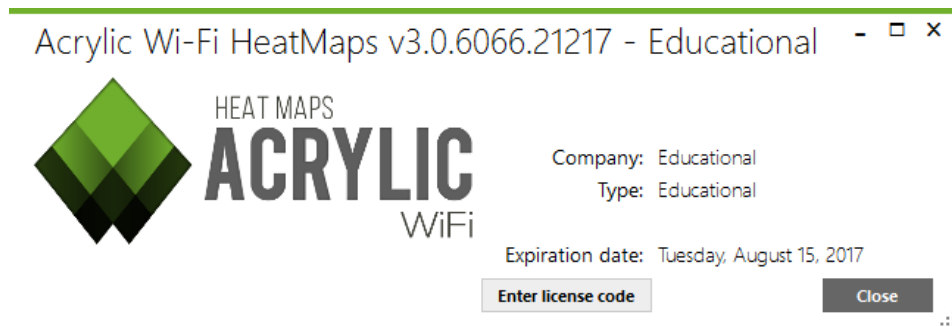 Acrylic Wi-Fi HeatMaps v3.0.6066.21217 - Educational
HEAT MAPS
ACRYLIC
WiFi
Company: Educational
Type: Educational
Expiration date: Tuesday, August 15, 2017
Enter license code
Close